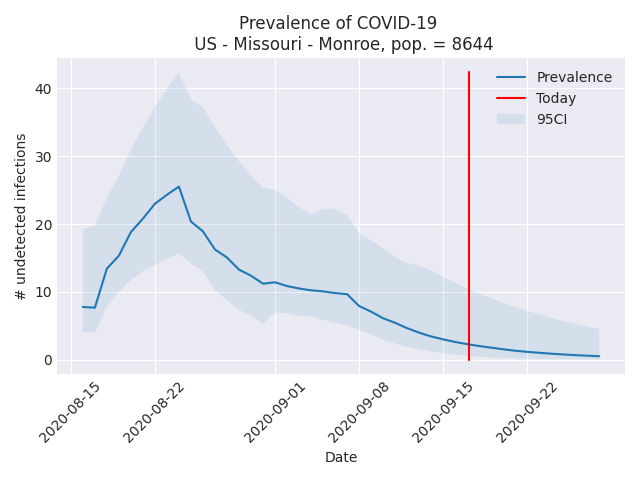 Prevalence of COVID-19
US - Missouri - Monroe, pop. = 8644
Prevalence
Today
95CI
# undetected infections
40
30
20
10
0
2020-08-15
2020-08-22
2020-09-01
2020-09-08
2020-09-15
2020-09-22
Date